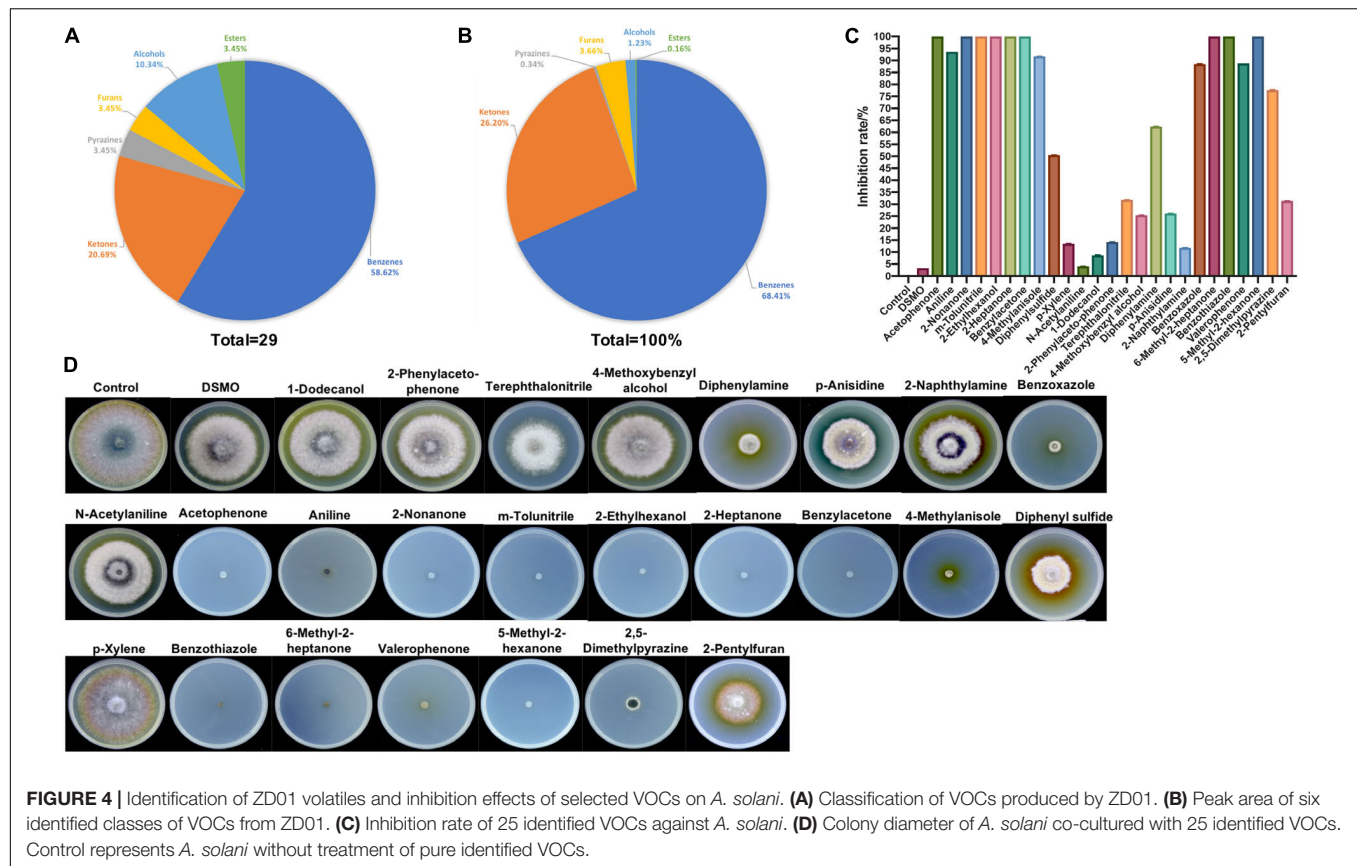 A
B
C
Esters
3.45%
Alcohols
10.34%
Furans
3.45%
Pyrazines
3.45%
Ketones
20.69%
Benzenes
58.62%
Total=29
Pyrazines
0.34%
Furans
3.66%
Alcohols
1.23%
Esters
0.16%
Ketones
26.20%
Benzenes
68.41%
Total=100%
Inhibition rate/%
100
95
90
85
80
75
70
65
60
55
50
45
40
35
30
25
20
15
10
5
0
Control
DSMO
Acetophenone
Aniline
2-Nonanone
m-Tolunitrile
2-Ethylhexanol
2-Heptanone
Benzylacetone
4-Methylanisole
Diphenylsulfide
p-Xylene
N-Acetylaniline
1-Dodecanol
2-Phenylaceto-phenone
Terephthalonitrile
4-Methoxybenzyl alcohol
Diphenylamine
p-Anisidine
2-Naphthylamine
Benzoxazole
6-Methyl-2-heptanone
Benzothiazole
Valerophenone
5-Methyl-2-hexanone
2,5-Dimethylpyrazine
2-Pentylfuran
D
Control
DSMO
1-Dodecanol
2-Phenylaceto-
phenone
Terephthalonitrile
4-Methoxybenzyl
alcohol
Diphenylamine
p-Anisidine
2-Naphthylamine
Benzoxazole
N-Acetylaniline
Acetophenone
Aniline
2-Nonanone
m-Tolunitrile
2-Ethylhexanol
2-Heptanone
Benzylacetone
4-Methylanisole
Diphenyl sulfide
p-Xylene
Benzothiazole
6-Methyl-2-
heptanone
Valerophenone
5-Methyl-2-
hexanone
2,5-
Dimethylpyrazine
2-Pentylfuran
FIGURE 4 | Identification of ZD01 volatiles and inhibition effects of selected VOCs on A. solani. (A) Classification of VOCs produced by ZD01. (B) Peak area of six
identified classes of VOCs from ZD01. (C) Inhibition rate of 25 identified VOCs against A. solani. (D) Colony diameter of A. solani co-cultured with 25 identified VOCs.
Control represents A. solani without treatment of pure identified VOCs.